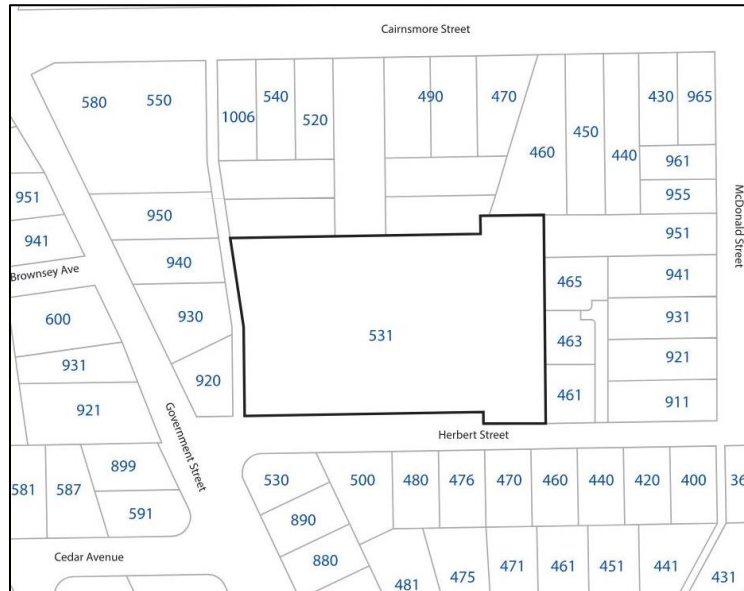 Cairnsmore Street
580 550 1006 540 520 490 470 460 450 440 430 965
961
955
951
950
951
941
940
Brownsey Ave
McDonald Street
465
941
600
930
531
463
931
931
920
921
921
461
911
Government Street
Herbert Street
899
581 587
591
530
500 480 476 470 460 440 420 400
890
880
Cedar Avenue
481 475 471 461 451 441 431